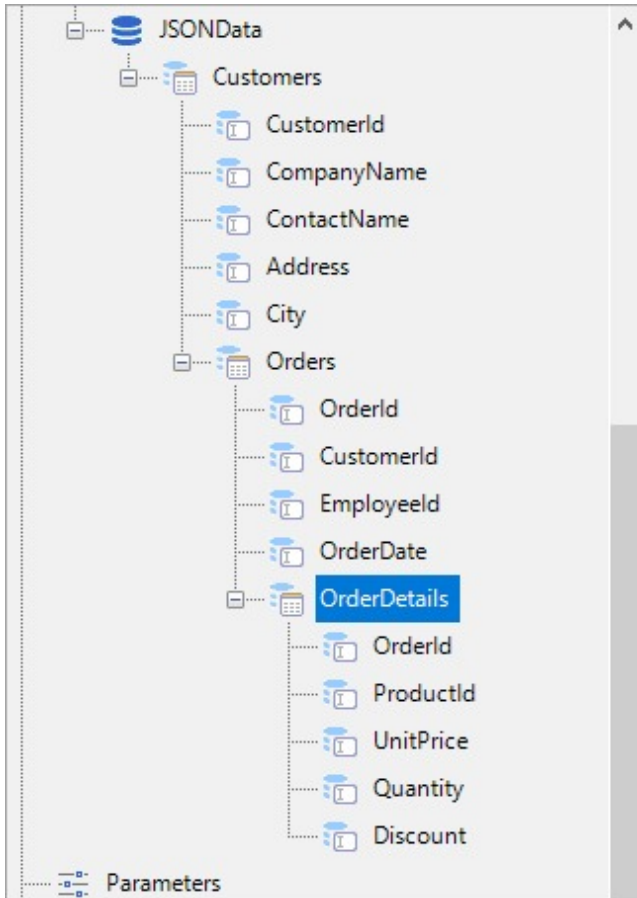 JSONData
Customers
CustomerId
CompanyName
ContactName
Address
City
Orders
OrderId
CustomerId
EmployeeId
OrderDate
OrderDetails
OrderId
ProductId
UnitPrice
Quantity
Discount
Parameters